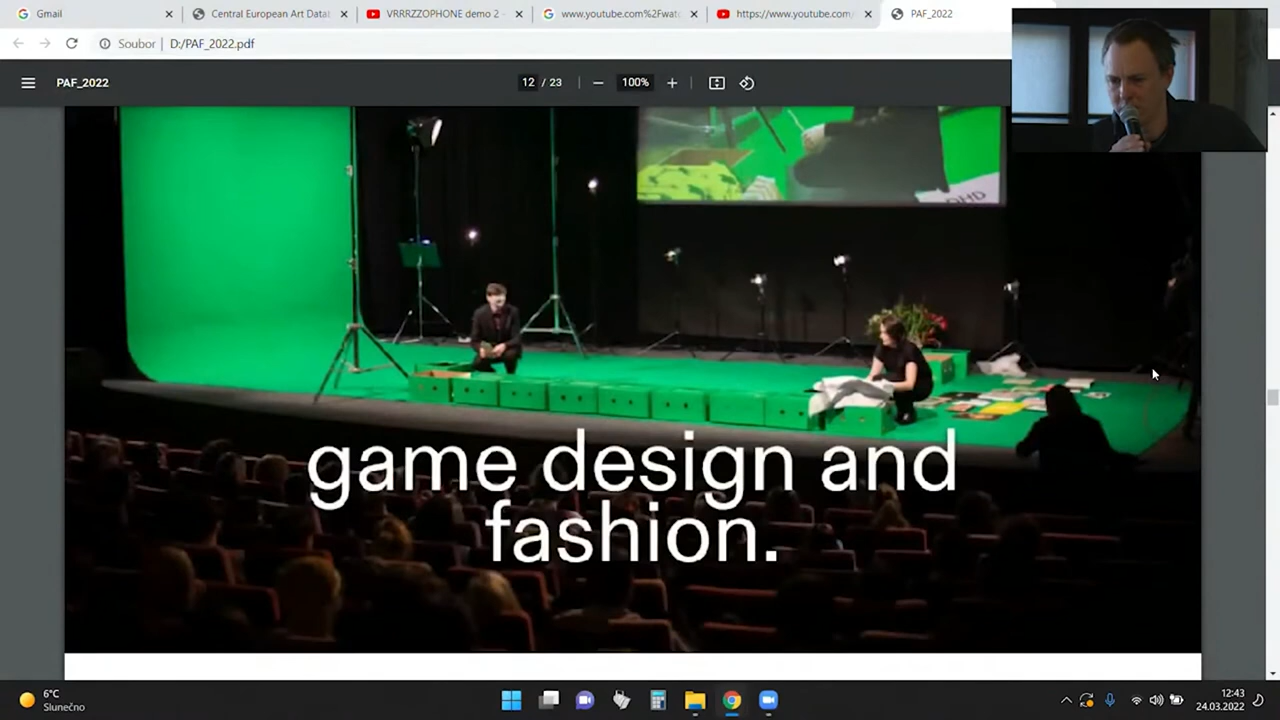 Gmail
Central European Art Datal
VRRRZZOPHONE demo 2 -
www.youtube.com%2Fwatc
https://www.youtube.com/
PAF_2022
Soubor
D:/PAF_2022.pdf
PAF_2022
12 / 23
100%
game design and
fashion.
6°C
Slunečno
12:43
24.03.2022